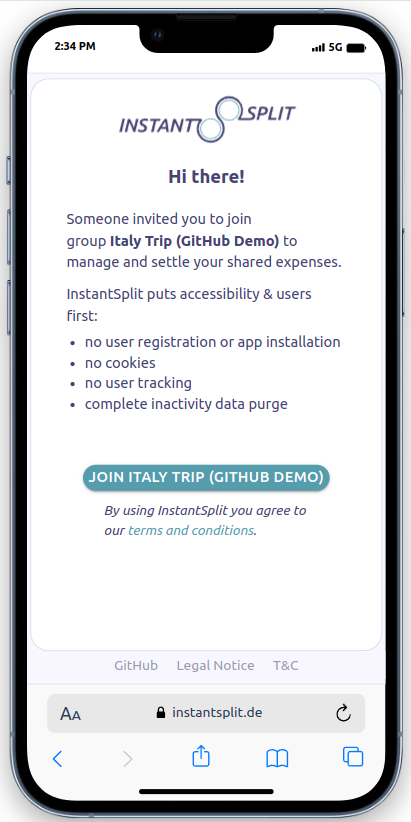 2:34 PM
5G
INSTANT SPLIT
Hi there!
Someone invited you to join
group Italy Trip (GitHub Demo) to
manage and settle your shared expenses.
InstantSplit puts accessibility & users
first:
• no user registration or app installation
• no cookies
• no user tracking
• complete inactivity data purge
JOIN ITALY TRIP (GITHUB DEMO)
By using InstantSplit you agree to
our terms and conditions.
GitHub Legal Notice T&C
AA instantsplit.de